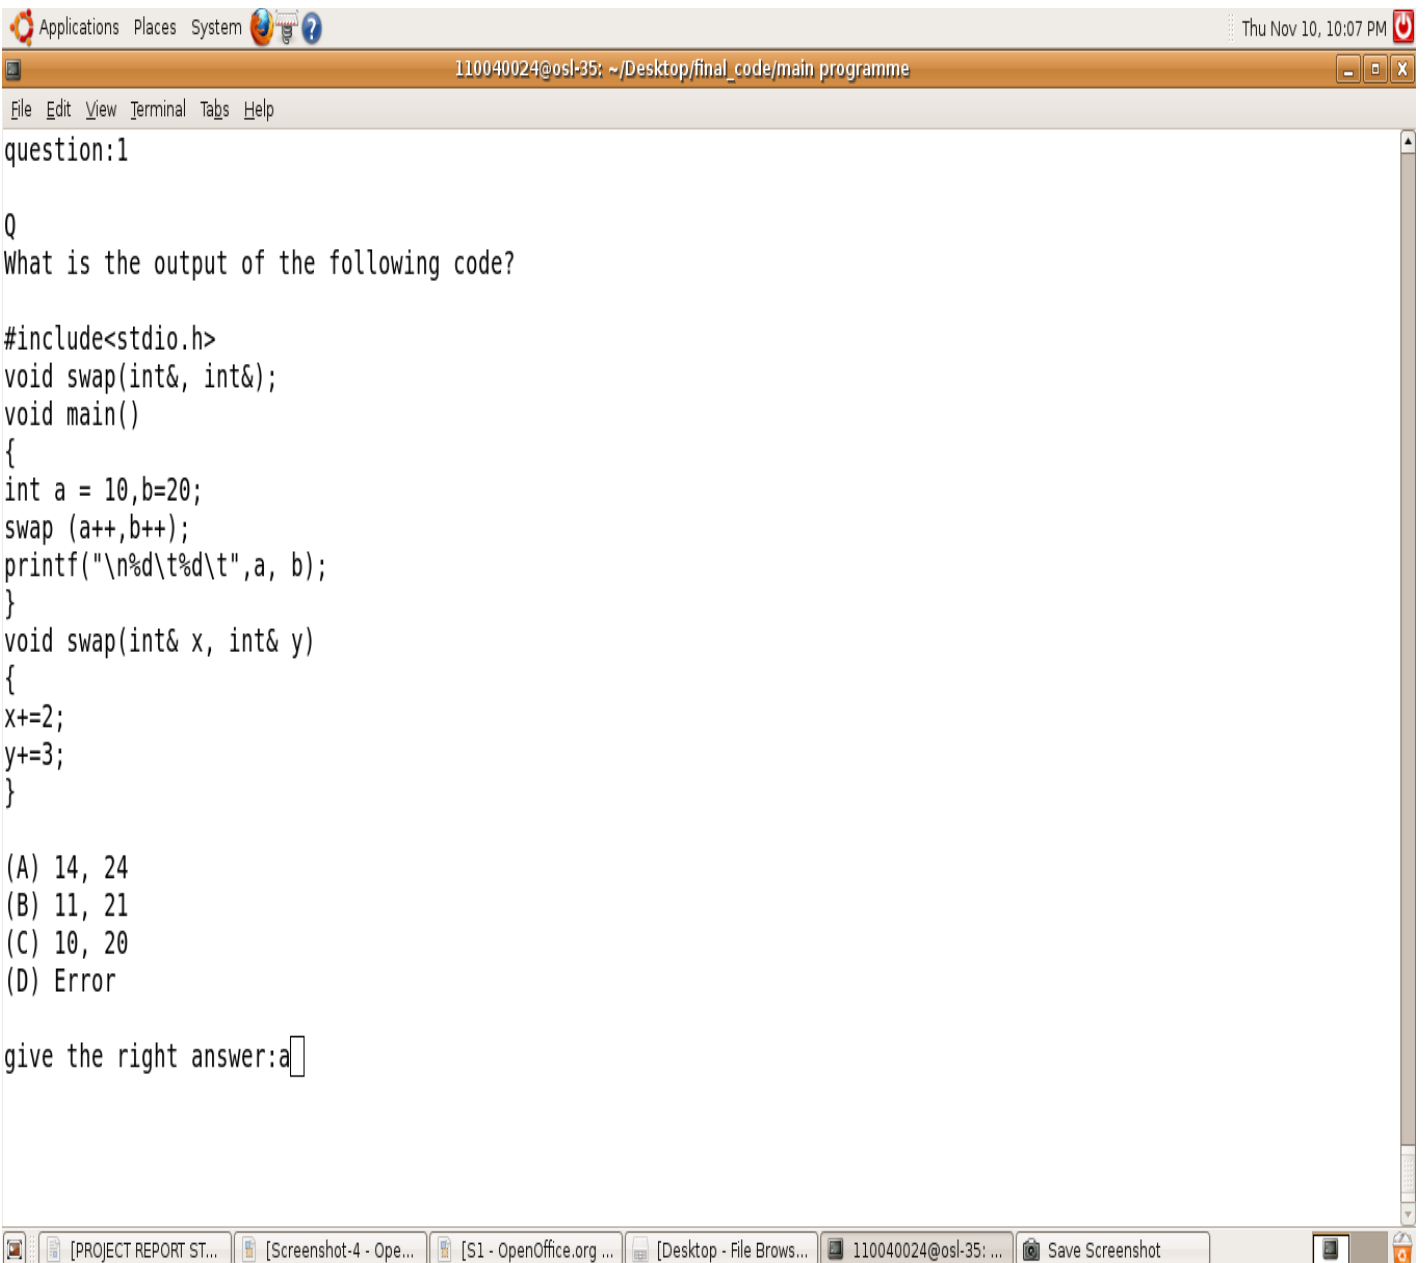 Applications Places System Thu Nov 10, 10:07 PM
110040024@osl-35: ~/Desktop/final_code/main programme
File Edit View Terminal Tabs Help
question:1
Q
What is the output of the following code?
#include<stdio.h>
void swap(int&, int&);
void main()
{
int a = 10,b=20;
swap (a++,b++);
printf("\n%d\t%d\t",a, b);
}
void swap(int& x, int& y)
{
x+=2;
y+=3;
}
(A) 14, 24
(B) 11, 21
(C) 10, 20
(D) Error
give the right answer:a
[PROJECT REPORT ST... [Screenshot-4 - Ope... [S1 - OpenOffice.org ... [Desktop - File Brows... 110040024@osl-35: ... Save Screenshot